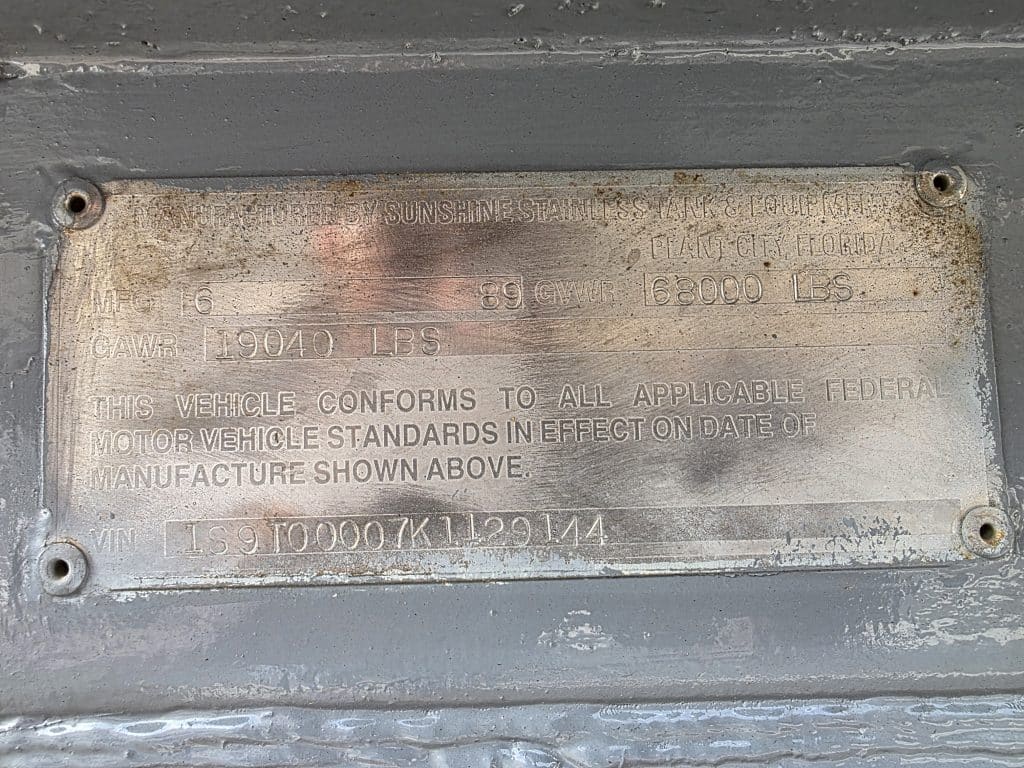 MANUFACTURER BY SUNSHINE STAINLESS TANK & EQUIPMENT
PLANT CITY, FLORIDA
MFG 6 89 GVWR 68000 LBS
GAWR 19040 LBS
THIS VEHICLE CONFORMS TO ALL APPLICABLE FEDERAL
MOTOR VEHICLE STANDARDS IN EFFECT ON DATE OF
MANUFACTURE SHOWN ABOVE.
VIN 1S9T00007K1129144